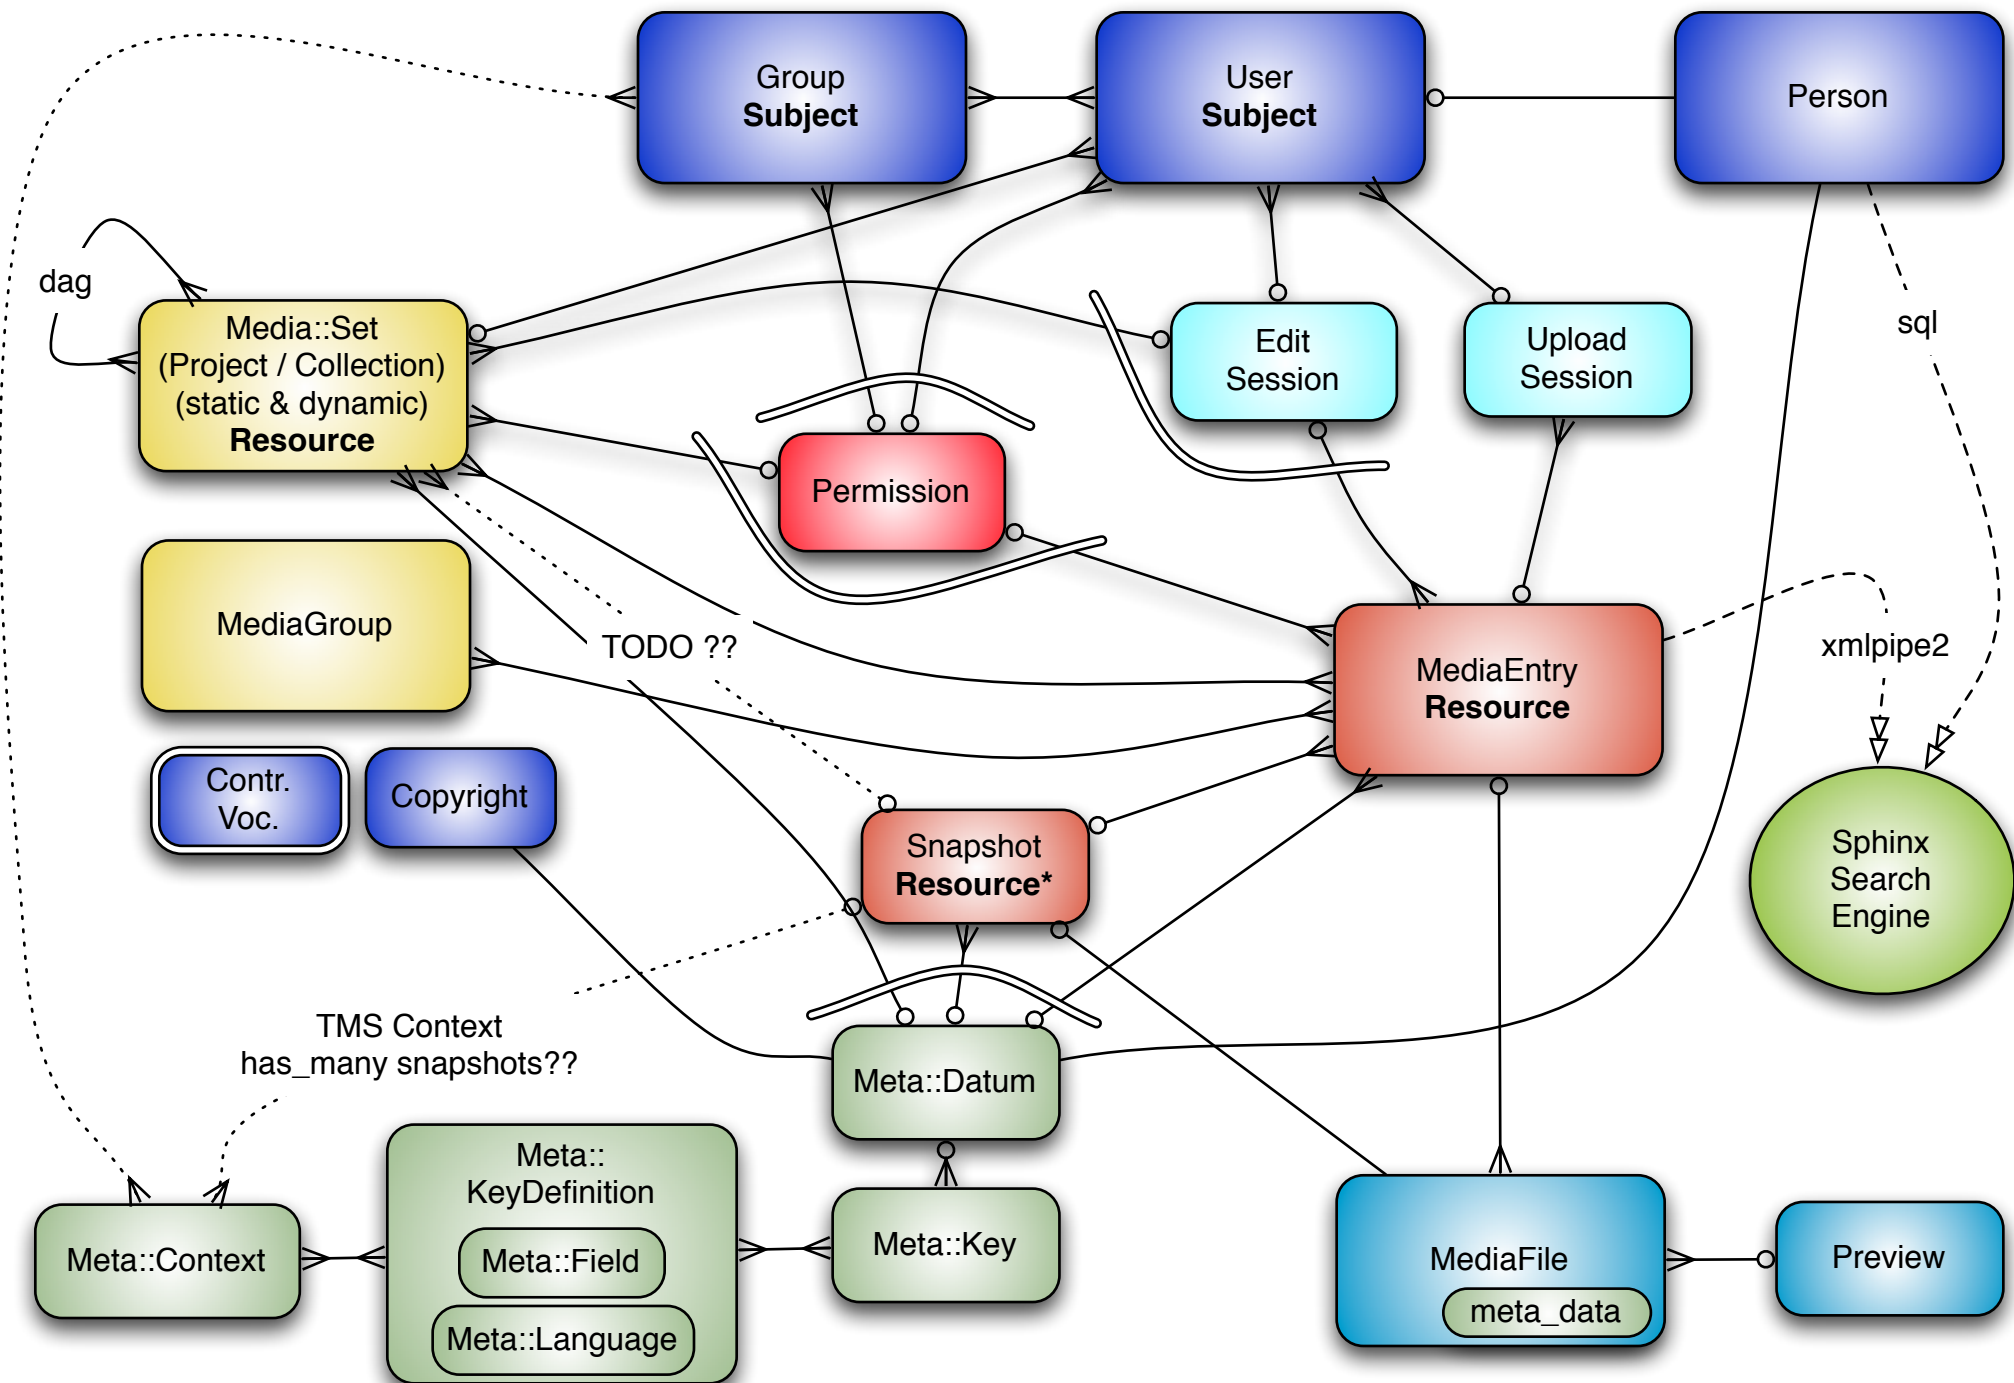 Group
Subject
User
Subject
Person
dag
Media::Set
(Project / Collection)
(static & dynamic)
Resource
Edit
Session
Upload
Session
sql
Permission
MediaGroup
TODO ??
MediaEntry
Resource
xmlpipe2
Contr.
Voc.
Copyright
Snapshot
Resource*
Sphinx
Search
Engine
TMS Context
has_many snapshots??
Meta::Datum
Meta::
KeyDefinition
Meta::Field
Meta::Language
Meta::Context
Meta::Key
MediaFile
meta_data
Preview